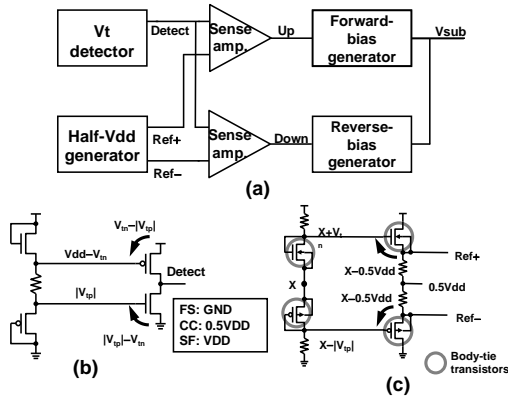 Vt detector
Detect
Sense amp.
Up
Forward-bias generator
Vsub
Half-Vdd generator
Ref+
Ref−
Sense amp.
Down
Reverse-bias generator
(a)
Vtn−|Vtp|
Vdd−Vtn
Detect
|Vtp|
|Vtp|−Vtn
FS: GND
CC: 0.5VDD
SF: VDD
(b)
X+Vt
n
Ref+
X−0.5Vdd
X
0.5Vdd
X−0.5Vdd
Ref−
X−|Vtp|
Body-tie transistors
(c)